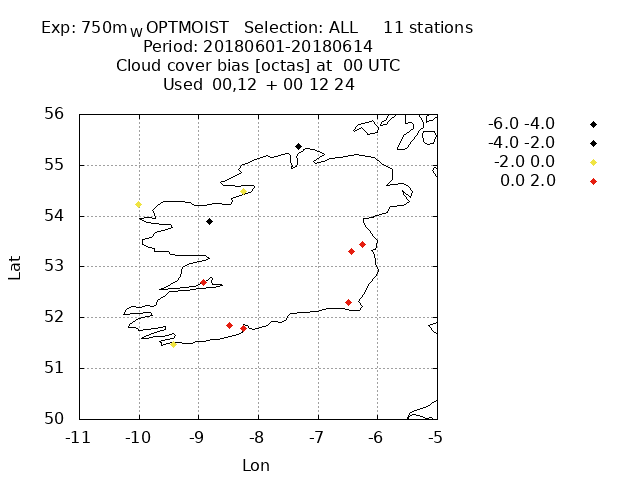 Exp: 750m_W OPTMOIST Selection: ALL 11 stations
Period: 20180601-20180614
Cloud cover bias [octas] at 00 UTC
Used 00,12 + 00 12 24
-6.0 -4.0
-4.0 -2.0
-2.0 0.0
0.0 2.0
56
55
54
53
52
51
50
Lat
-11 -10 -9 -8 -7 -6 -5
Lon